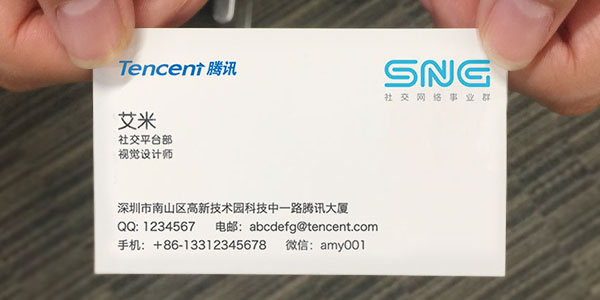 Tencent 腾讯
SNG
社交网络事业群
艾米
社交平台部
视觉设计师
深圳市南山区高新技术园科技中一路腾讯大厦
QQ: 1234567 电邮: abcdefg@tencent.com
手机: +86-13312345678 微信: amy001